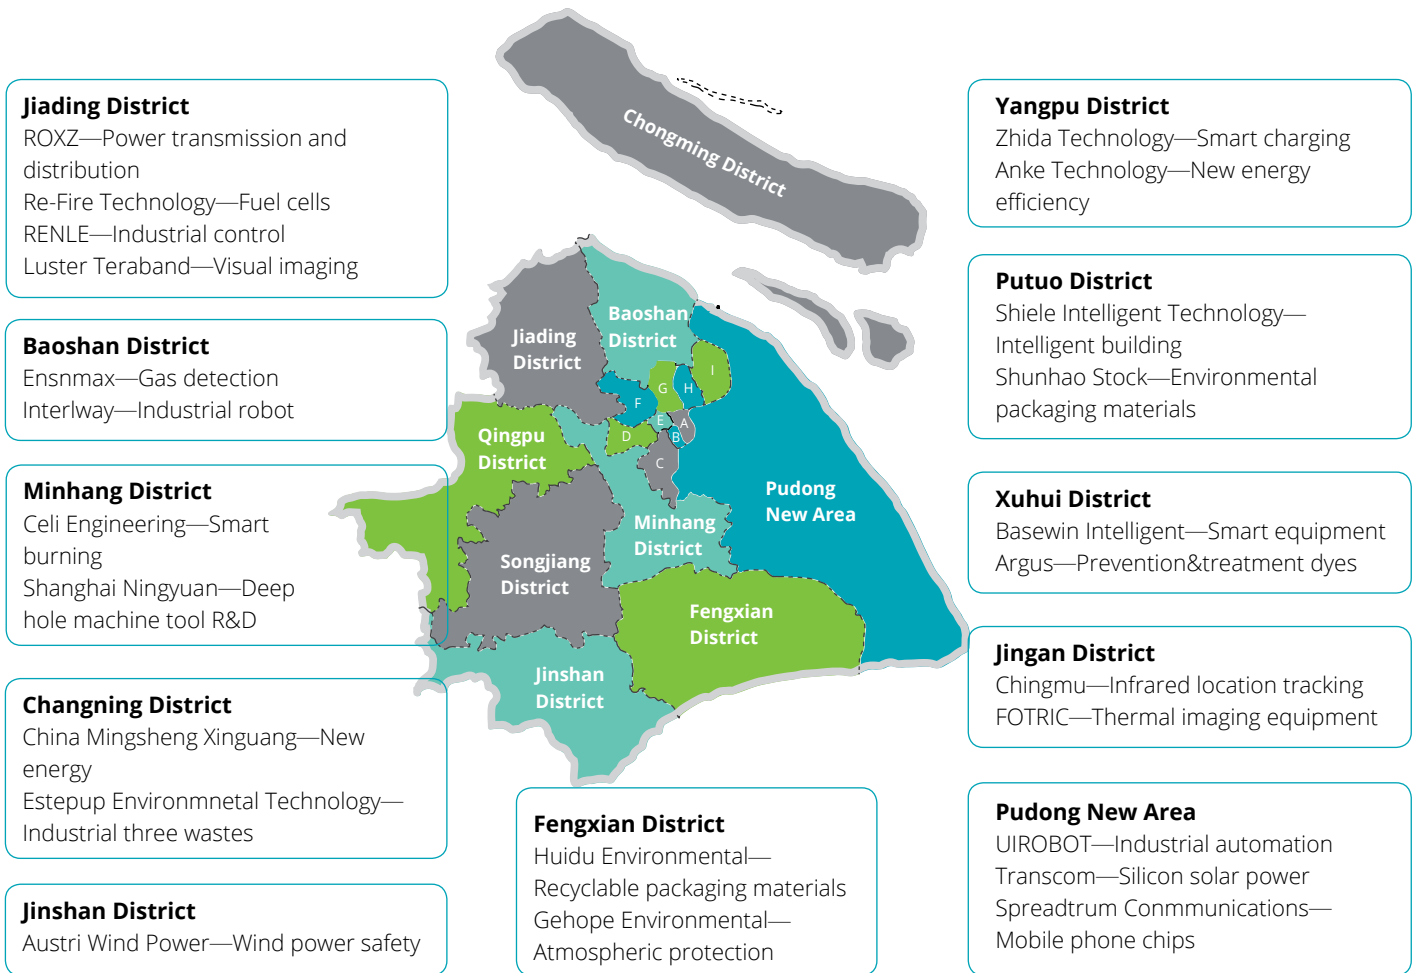 Jiading District
ROXZ—Power transmission and
distribution
Re-Fire Technology—Fuel cells
RENLE—Industrial control
Luster Teraband—Visual imaging
Baoshan District
Ensnmax—Gas detection
Interlway—Industrial robot
Minhang District
Celi Engineering—Smart
burning
Shanghai Ningyuan—Deep
hole machine tool R&D
Changning District
China Mingsheng Xinguang—New
energy
Estepup Environmnetal Technology—
Industrial three wastes
Jinshan District
Austri Wind Power—Wind power safety
Chongming District
Baoshan
District
Jiading
District
I
G
H
F
E
A
D
B
C
Qingpu
District
Pudong
New Area
Minhang
District
Songjiang
District
Fengxian
District
Jinshan
District
Fengxian District
Huidu Environmental—
Recyclable packaging materials
Gehope Environmental—
Atmospheric protection
Yangpu District
Zhida Technology—Smart charging
Anke Technology—New energy
efficiency
Putuo District
Shiele Intelligent Technology—
Intelligent building
Shunhao Stock—Environmental
packaging materials
Xuhui District
Basewin Intelligent—Smart equipment
Argus—Prevention&treatment dyes
Jingan District
Chingmu—Infrared location tracking
FOTRIC—Thermal imaging equipment
Pudong New Area
UIROBOT—Industrial automation
Transcom—Silicon solar power
Spreadtrum Conmmunications—
Mobile phone chips